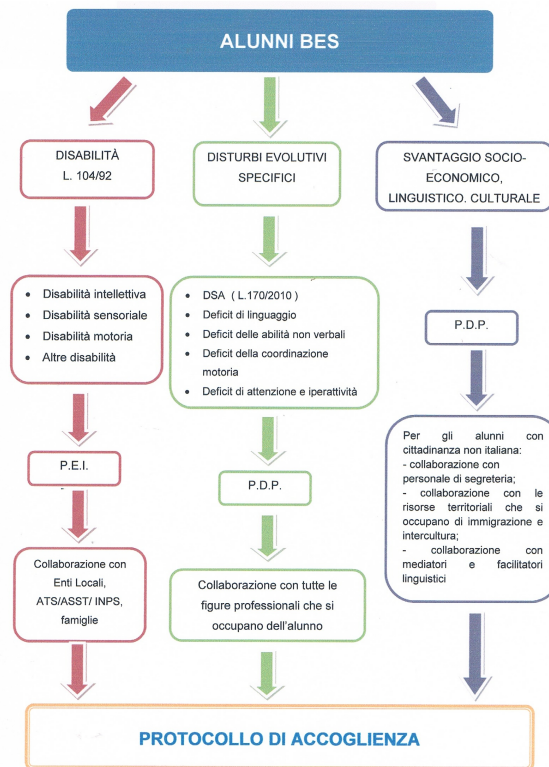 ALUNNI BES
DISABILITÀ
L. 104/92
DISTURBI EVOLUTIVI
SPECIFICI
SVANTAGGIO SOCIO-
ECONOMICO,
LINGUISTICO. CULTURALE
• Disabilità intellettiva
• Disabilità sensoriale
• Disabilità motoria
• Altre disabilità
• DSA ( L.170/2010 )
• Deficit di linguaggio
• Deficit delle abilità non verbali
• Deficit della coordinazione
motoria
• Deficit di attenzione e iperattività
P.D.P.
P.E.I.
P.D.P.
Per gli alunni con
cittadinanza non italiana:
- collaborazione con
personale di segreteria;
- collaborazione con le
risorse territoriali che si
occupano di immigrazione e
intercultura;
- collaborazione con
mediatori e facilitatori
linguistici
Collaborazione con
Enti Locali,
ATS/ASST/ INPS,
famiglie
Collaborazione con tutte le
figure professionali che si
occupano dell'alunno
PROTOCOLLO DI ACCOGLIENZA